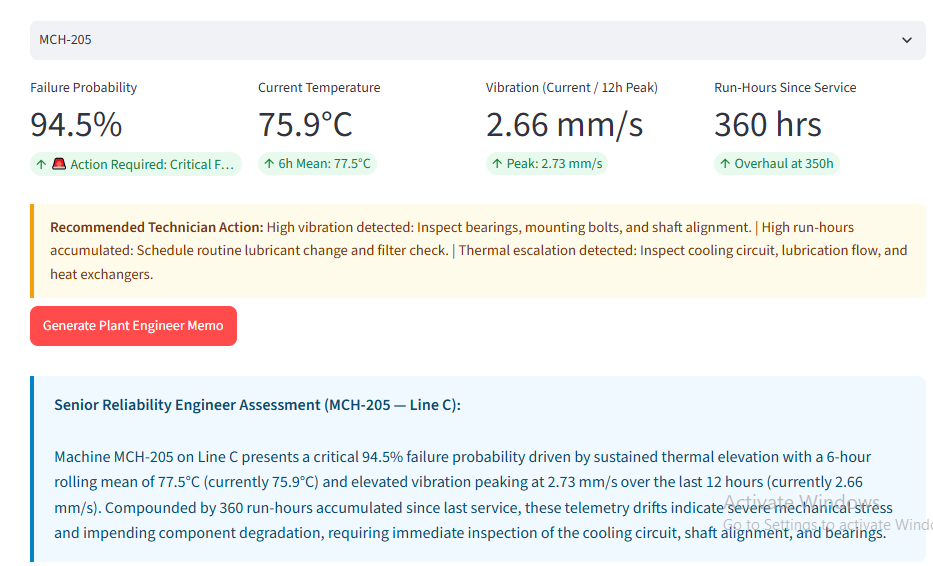 MCH-205
Failure Probability
94.5%
↑ 🚨 Action Required: Critical F...
Current Temperature
75.9°C
↑ 6h Mean: 77.5°C
Vibration (Current / 12h Peak)
2.66 mm/s
↑ Peak: 2.73 mm/s
Run-Hours Since Service
360 hrs
↑ Overhaul at 350h
Recommended Technician Action: High vibration detected: Inspect bearings, mounting bolts, and shaft alignment. | High run-hours
accumulated: Schedule routine lubricant change and filter check. | Thermal escalation detected: Inspect cooling circuit, lubrication flow, and
heat exchangers.
Generate Plant Engineer Memo
Senior Reliability Engineer Assessment (MCH-205 — Line C):
Machine MCH-205 on Line C presents a critical 94.5% failure probability driven by sustained thermal elevation with a 6-hour
rolling mean of 77.5°C (currently 75.9°C) and elevated vibration peaking at 2.73 mm/s over the last 12 hours (currently 2.66
mm/s). Compounded by 360 run-hours accumulated since last service, these telemetry drifts indicate severe mechanical stress
and impending component degradation, requiring immediate inspection of the cooling circuit, shaft alignment, and bearings.
Activate Windows
Go to Settings to activate Windo